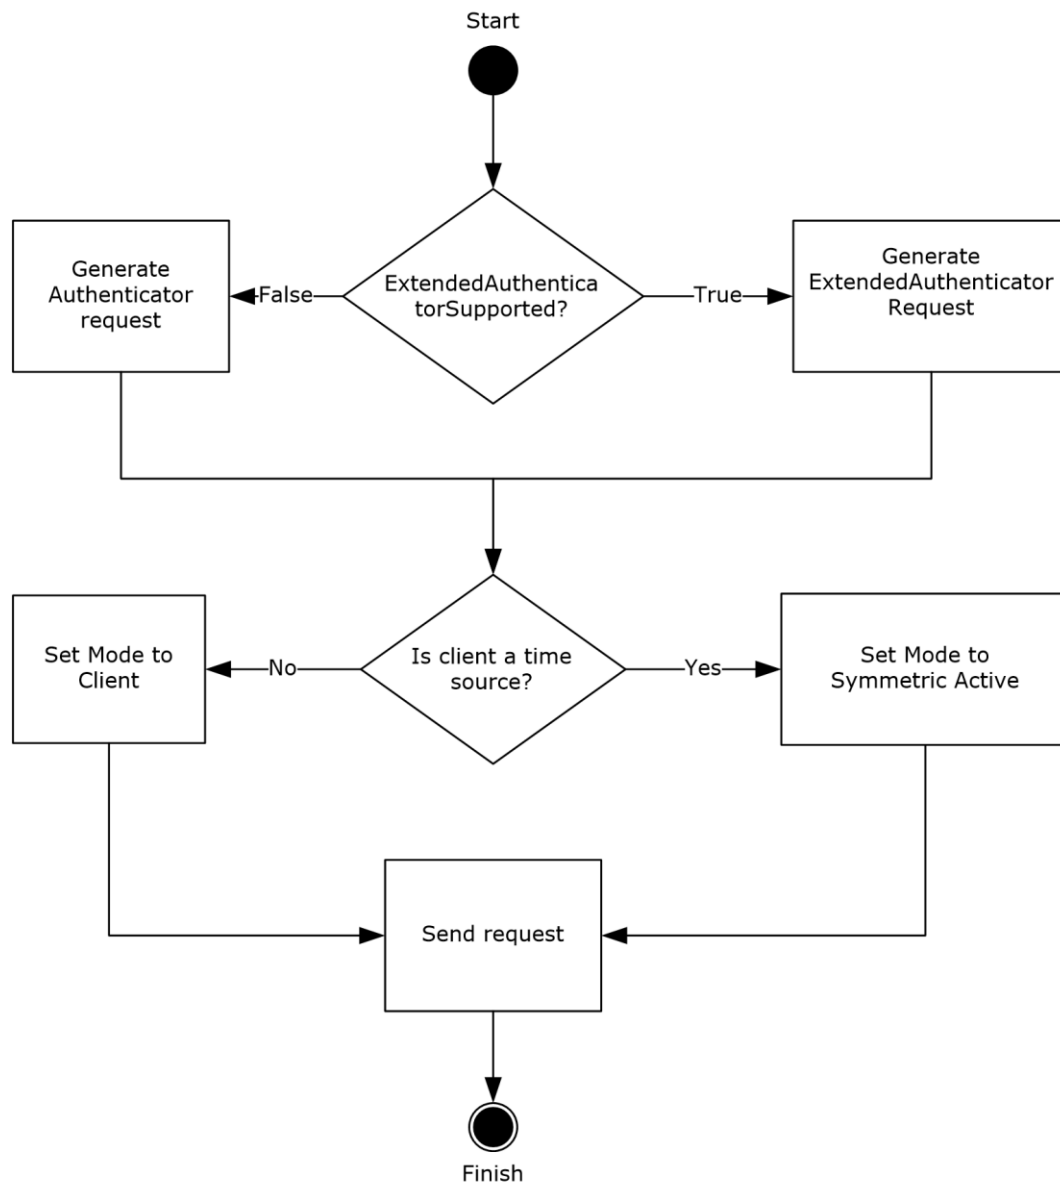 Start
Generate
Authenticator
request
False
ExtendedAuthentica
torSupported?
True
Generate
ExtendedAuthenticator
Request
Set Mode to
Client
No
Is client a time
source?
Yes
Set Mode to
Symmetric Active
Send request
Finish